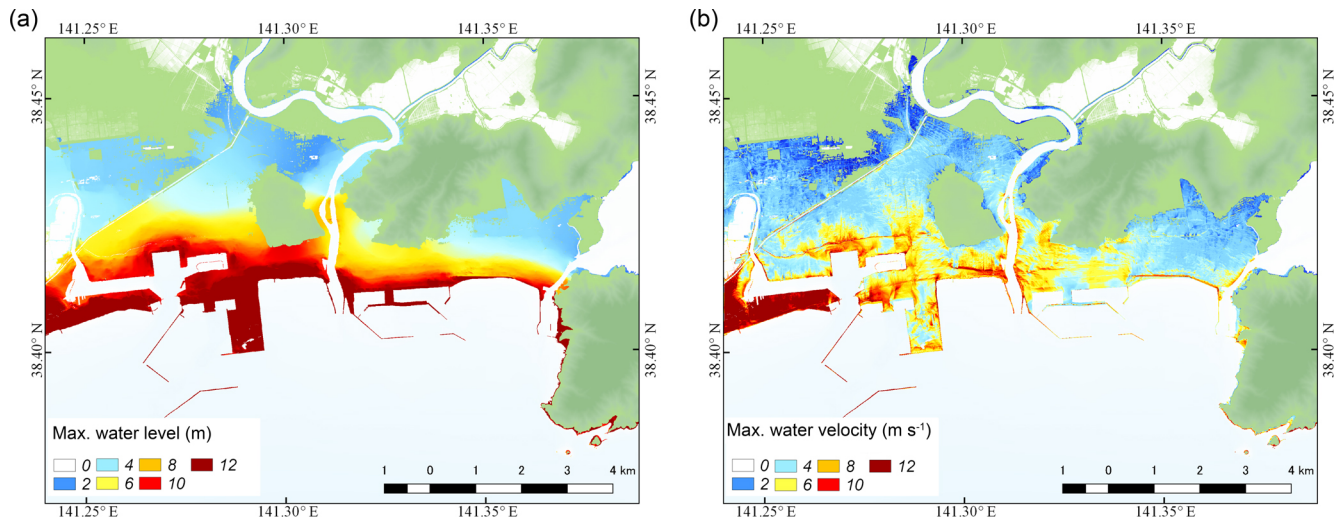 (a)
141.25° E
141.30° E
141.35° E
38.45° N
38.45° N
38.40° N
38.40° N
Max. water level (m)
0 4 8 12
2 6 10
1 0 1 2 3 4 km
141.25° E
141.30° E
141.35° E
(b)
141.25° E
141.30° E
141.35° E
38.45° N
38.45° N
38.40° N
38.40° N
Max. water velocity (m s⁻¹)
0 4 8 12
2 6 10
1 0 1 2 3 4 km
141.25° E
141.30° E
141.35° E